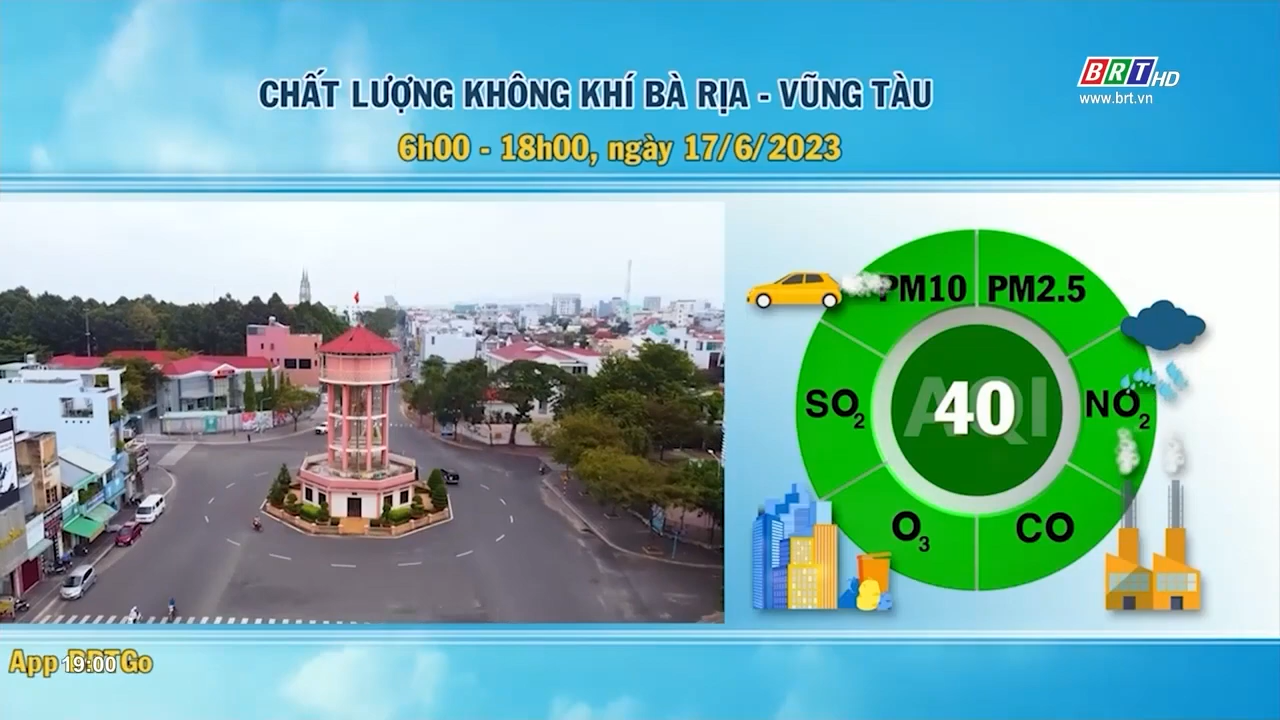 CHẤT LƯỢNG KHÔNG KHÍ BÀ RỊA - VŨNG TÀU
6h00 - 18h00, ngày 17/6/2023
BRT HD
www.brt.vn
PM10
PM2.5
SO2
NO2
AQI
40
O3
CO
App BRTGo
19:00